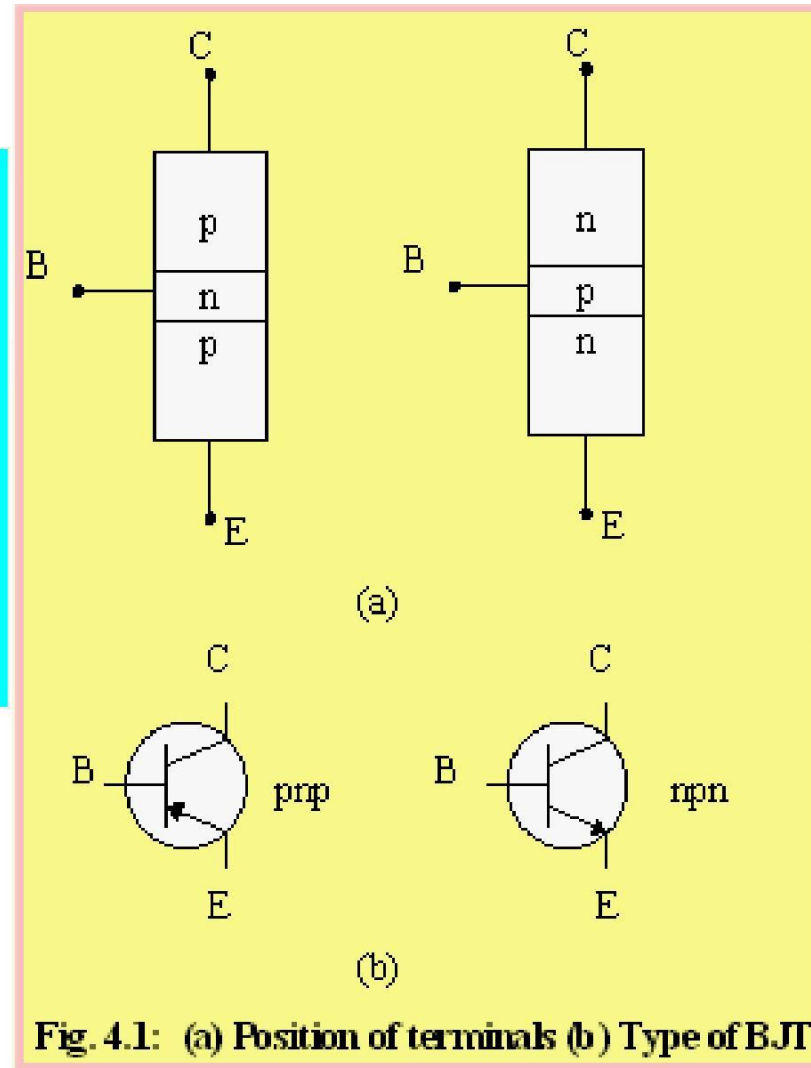 C C
p n
B B
n p
p n
E E
(a)
C C
B pnp B npn
E E
(b)
Fig. 4.1: (a) Position of terminals (b) Type of BJT